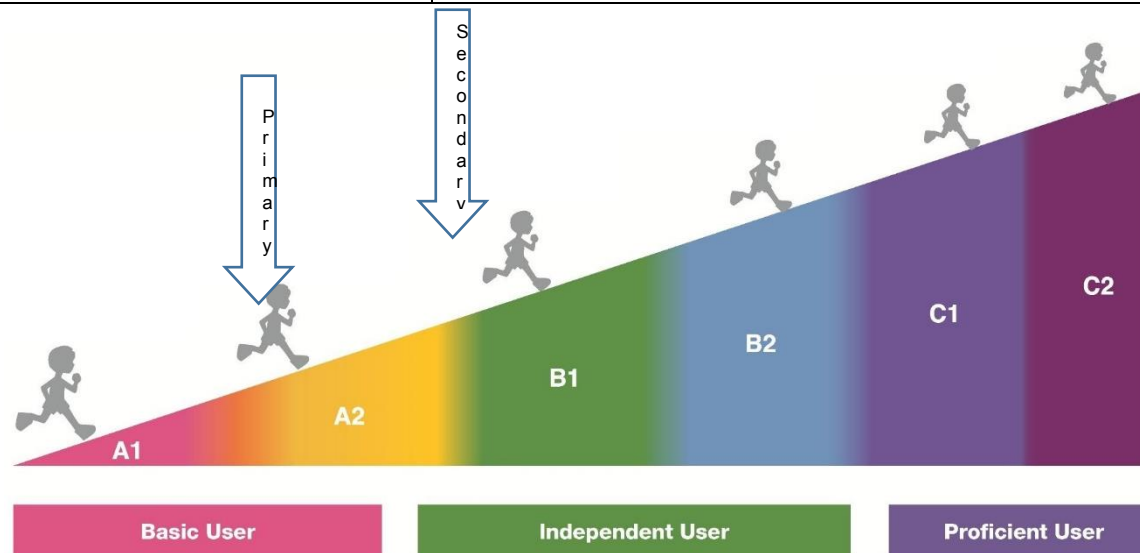 Secondary
Primary
C2
C1
B2
B1
A2
A1
Basic User
Independent User
Proficient User